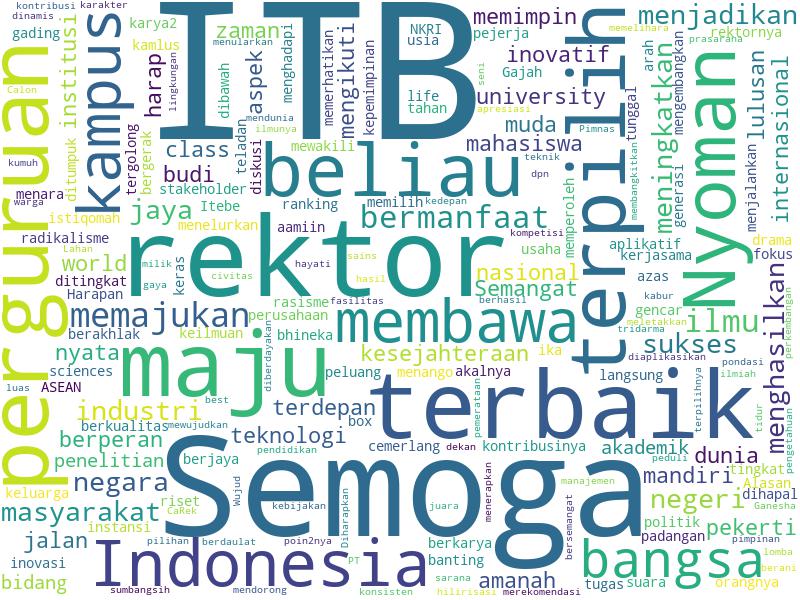 kontribusi karakter
dinamis
gading
karya2
kamlus
zaman
menularkan
ITB
NKRI
usia
memimpin
pejerja
menjadikan
memelihara
rektornya
arah
prasarana
perguruan
institusi
ditumpuk
kampus
Calon
harap
lingkungan
dibawah
aspek
menghadapi
memerhatikan
mengikuti
kepemimpinan
life
tahan
inovatif
Gajah
university
seni
apresiasi
terpilih
Pimnas
tunggal
meningkatkan
mengembangkan
Nyoman
lulusan
internasional
menjalankan
kumuh
menara
warga
tergolong
bergerak
class
budi
teladan
diskusi
mendunia
ilmunya
mewakili
beliau
muda
mahasiswa
teknik
dpn
membangkitkan
generasi
istiqomah
radikalisme
Lahan
stakeholder
jaya
Itebe
menelurkan
ranking
aamiin
memilih
kedepan
bermanfaat
kompetisi
usaha
memperoleh
aplikatif
kerjasama
drama
fokus
world
ditingkat
Harapan
milik
gaya
keras
civitas
rektor
hayati
sains
hasil
nasional
Semangat
azas
kabur
gencar
meletakkan
ilmu
menghasilkan
perkembangan
memajukan
berakhlak
perusahaan
rasisme
fasilitas
keilmuan
bhineka
membawa
berhasil
tridarma
sukses
diaplikasikan
pondasi
ilmiah
nyata
sciences
luas
ASEAN
maju
diberdayakan
peluang
kesejahteraan
ika
menango
akalnya
langsung
terpilihnya
tidur
pengetahuan
best
industri
berkualitas
mewujudkan
terdepan
box
terbaik
pemerataan
berperan
teknologi
pendidikan
cemerlang
dekan
kontribusinya
akademik
peduli
dunia
penelitian
berjaya
keluarga
negara
riset
CaRek
Wujud
kebijakan
Semoga
juara
menerapkan
manajemen
mandiri
tingkat
Alasan
dihapal
negeri
masyarakat
instansi
pilihan
berdaulat
poin2nya
Diharapkan
PT
berkarya
banting
bersemangat
politik
padangan
Ganesha
pekerti
pimpinan
jalan
inovasi
bidang
sumbangsih
Indonesia
mendorong
konsisten
sarana
hilirisasi
amanah
merekomendasi
bangsa
tugas
suara
lomba
berani
orangnya